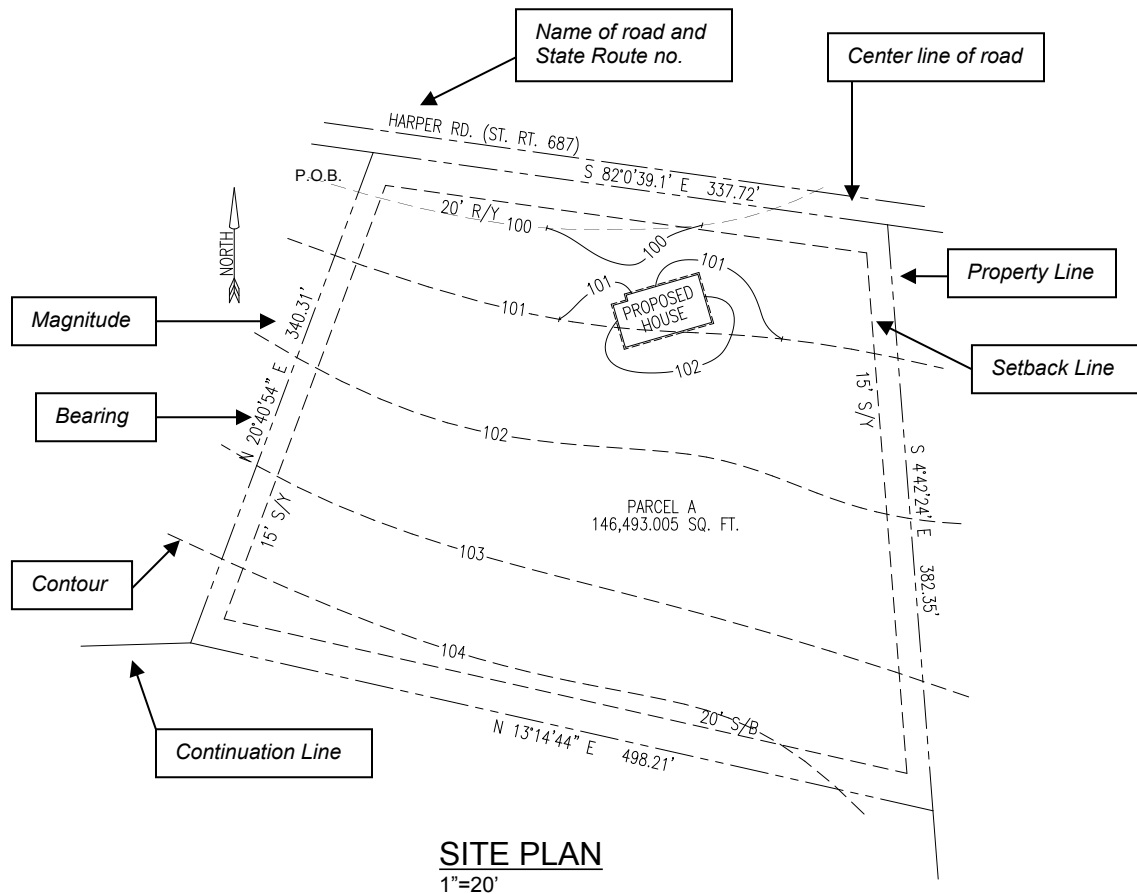 Name of road and
State Route no.
Center line of road
HARPER RD. (ST. RT. 687)
S 82°0'39.1' E 337.72'
P.O.B.
20' R/Y
100
100
NORTH
101
101
101
PROPOSED
HOUSE
102
Property Line
Magnitude
N 20°40'54" E 340.31'
Setback Line
15' S/Y
Bearing
102
S 4°42'24' E 382.35'
PARCEL A
146,493.005 SQ. FT.
15' S/Y
103
Contour
104
20' S/B
N 13°14'44" E 498.21'
Continuation Line
SITE PLAN
1"=20'